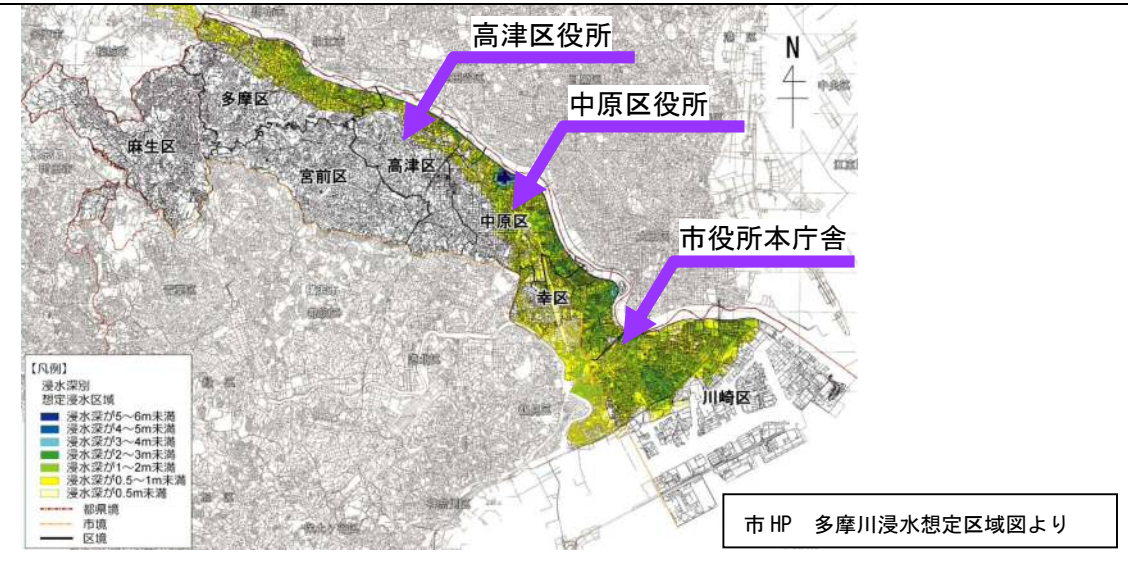 高津区役所
中原区役所
市役所本庁舎
N
多摩区
麻生区
宮前区
高津区
中原区
幸区
川崎区
【凡例】
浸水深別
想定浸水区域
浸水深が5～6m未満
浸水深が4～5m未満
浸水深が3～4m未満
浸水深が2～3m未満
浸水深が1～2m未満
浸水深が0.5～1m未満
浸水深が0.5m未満
都県境
市境
区境
市HP 多摩川浸水想定区域図より